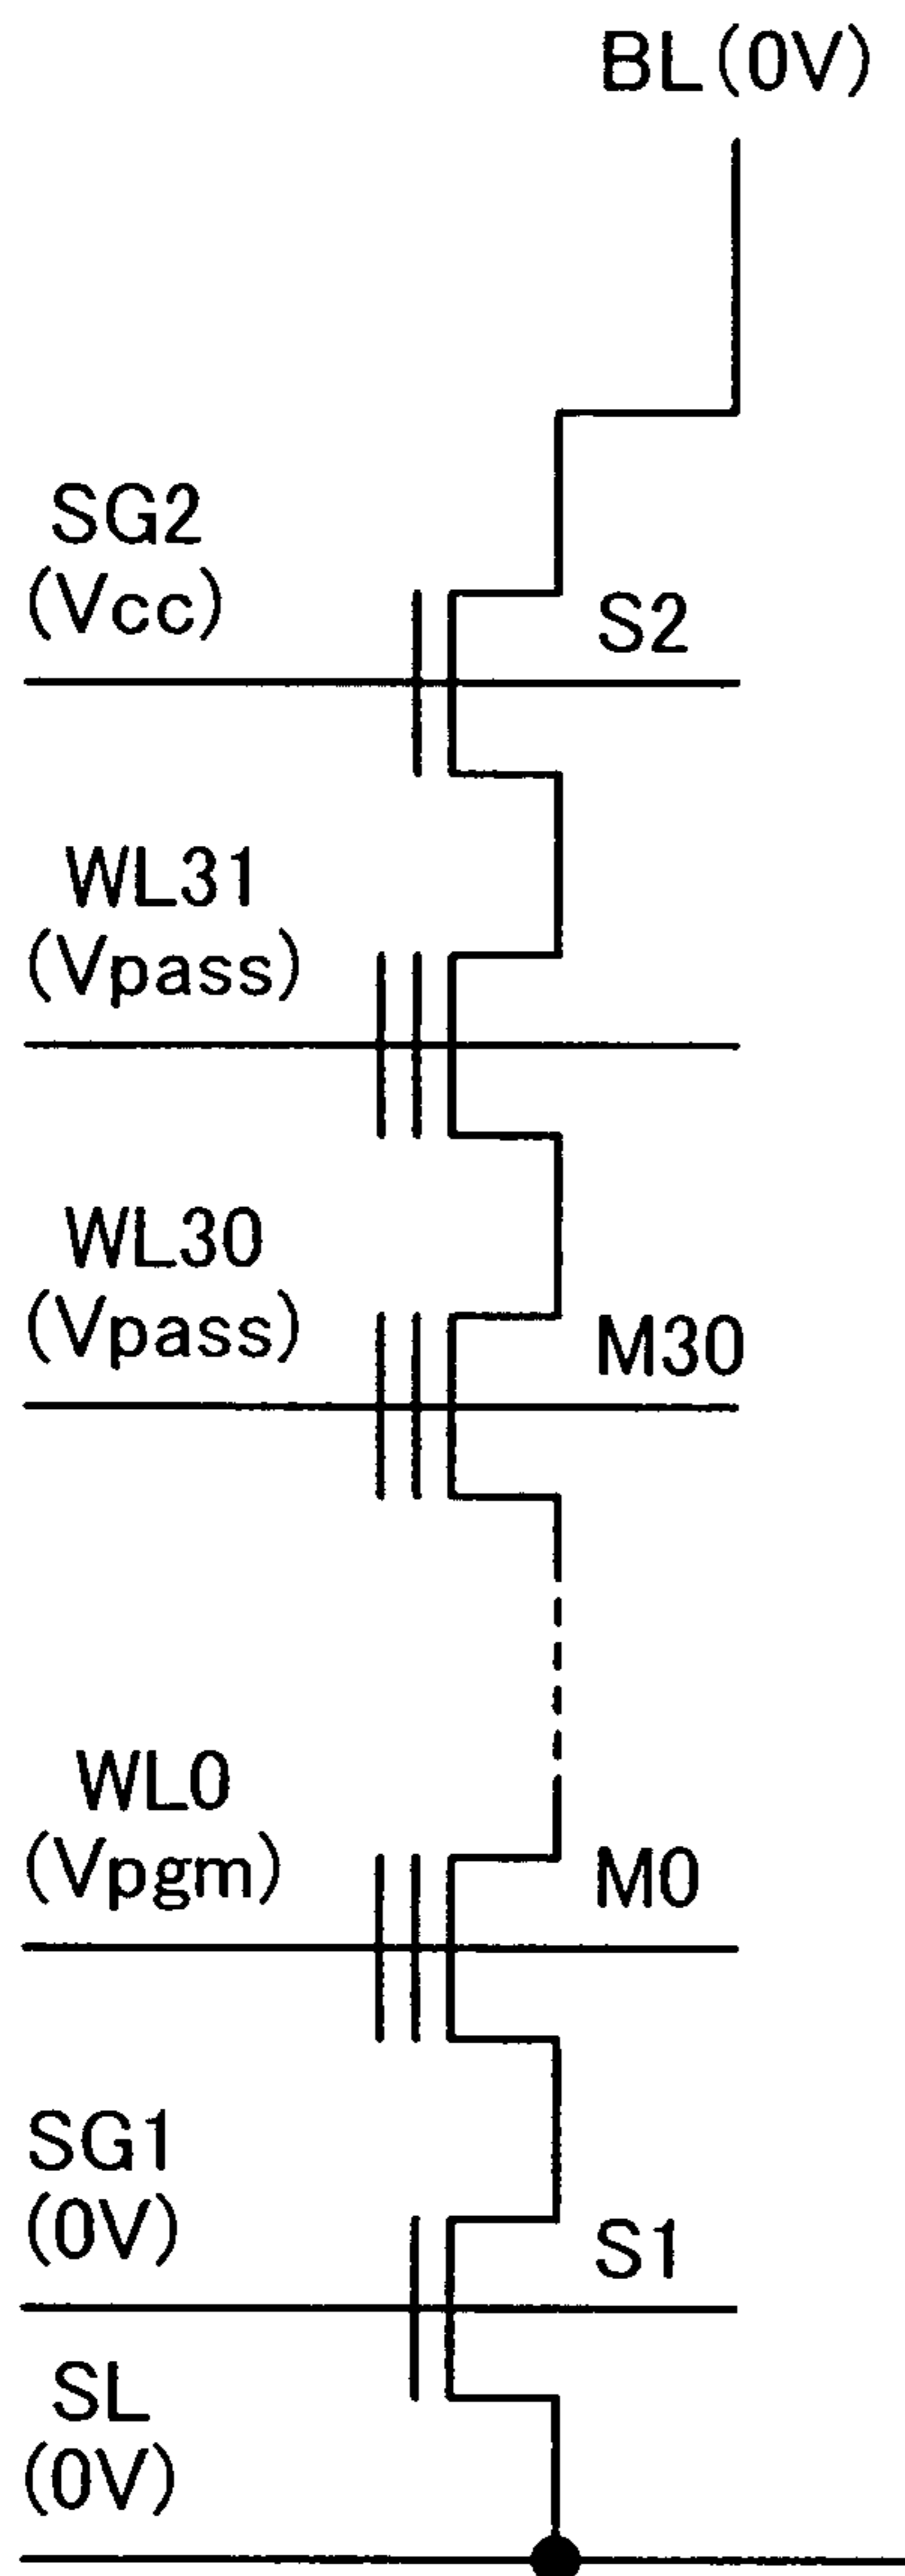 BL(0V)
SG2
(Vcc)
S2
WL31
(Vpass)
WL30
(Vpass)
M30
WL0
(Vpgm)
M0
SG1
(0V)
S1
SL
(0V)